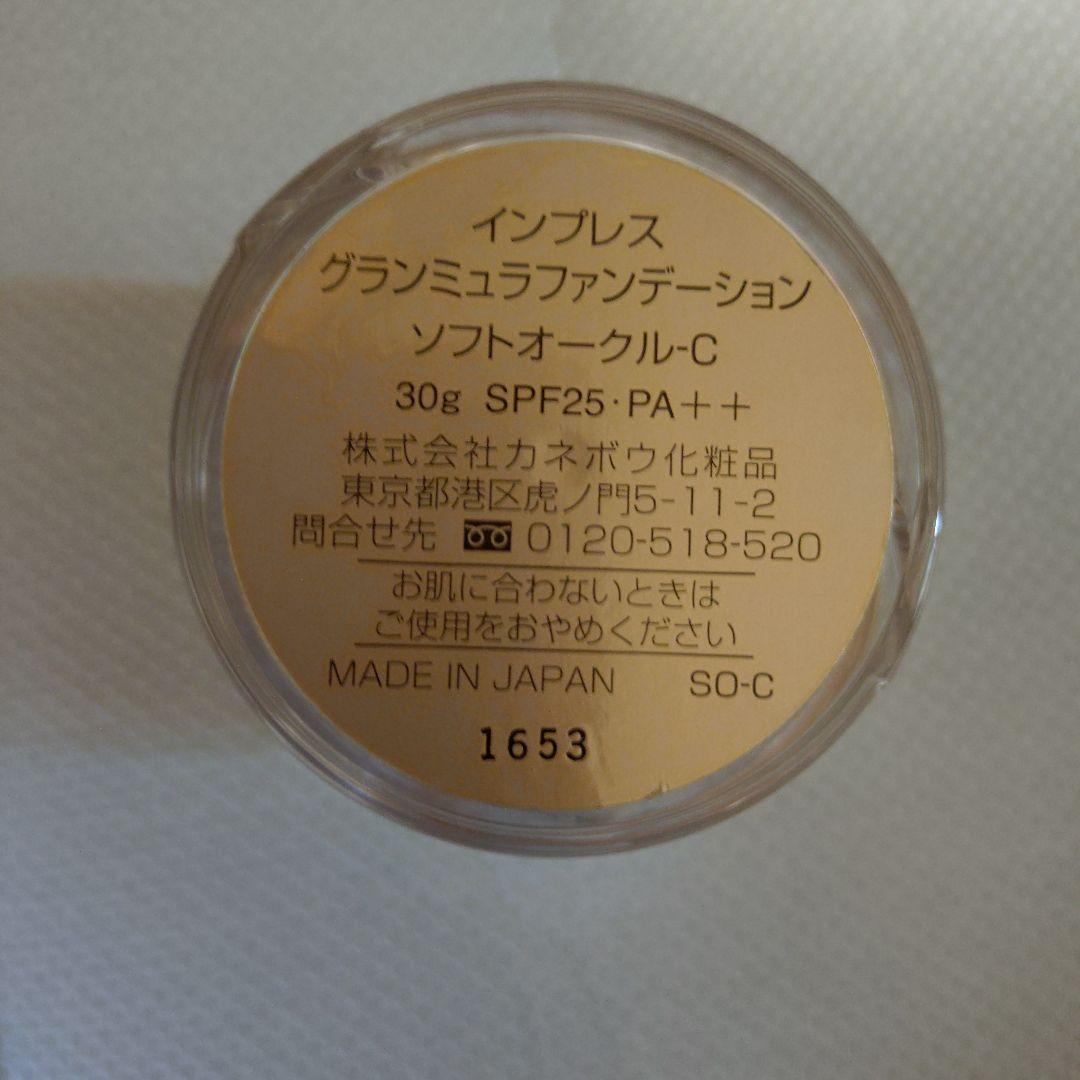 インプレス
グランミュラファンデーション
ソフトオークル-C
30g SPF25·PA++
株式会社カネボウ化粧品
東京都港区虎ノ門5-11-2
問合せ先 0120-518-520
お肌に合わないときは
ご使用をおやめください
MADE IN JAPAN SO-C
1653